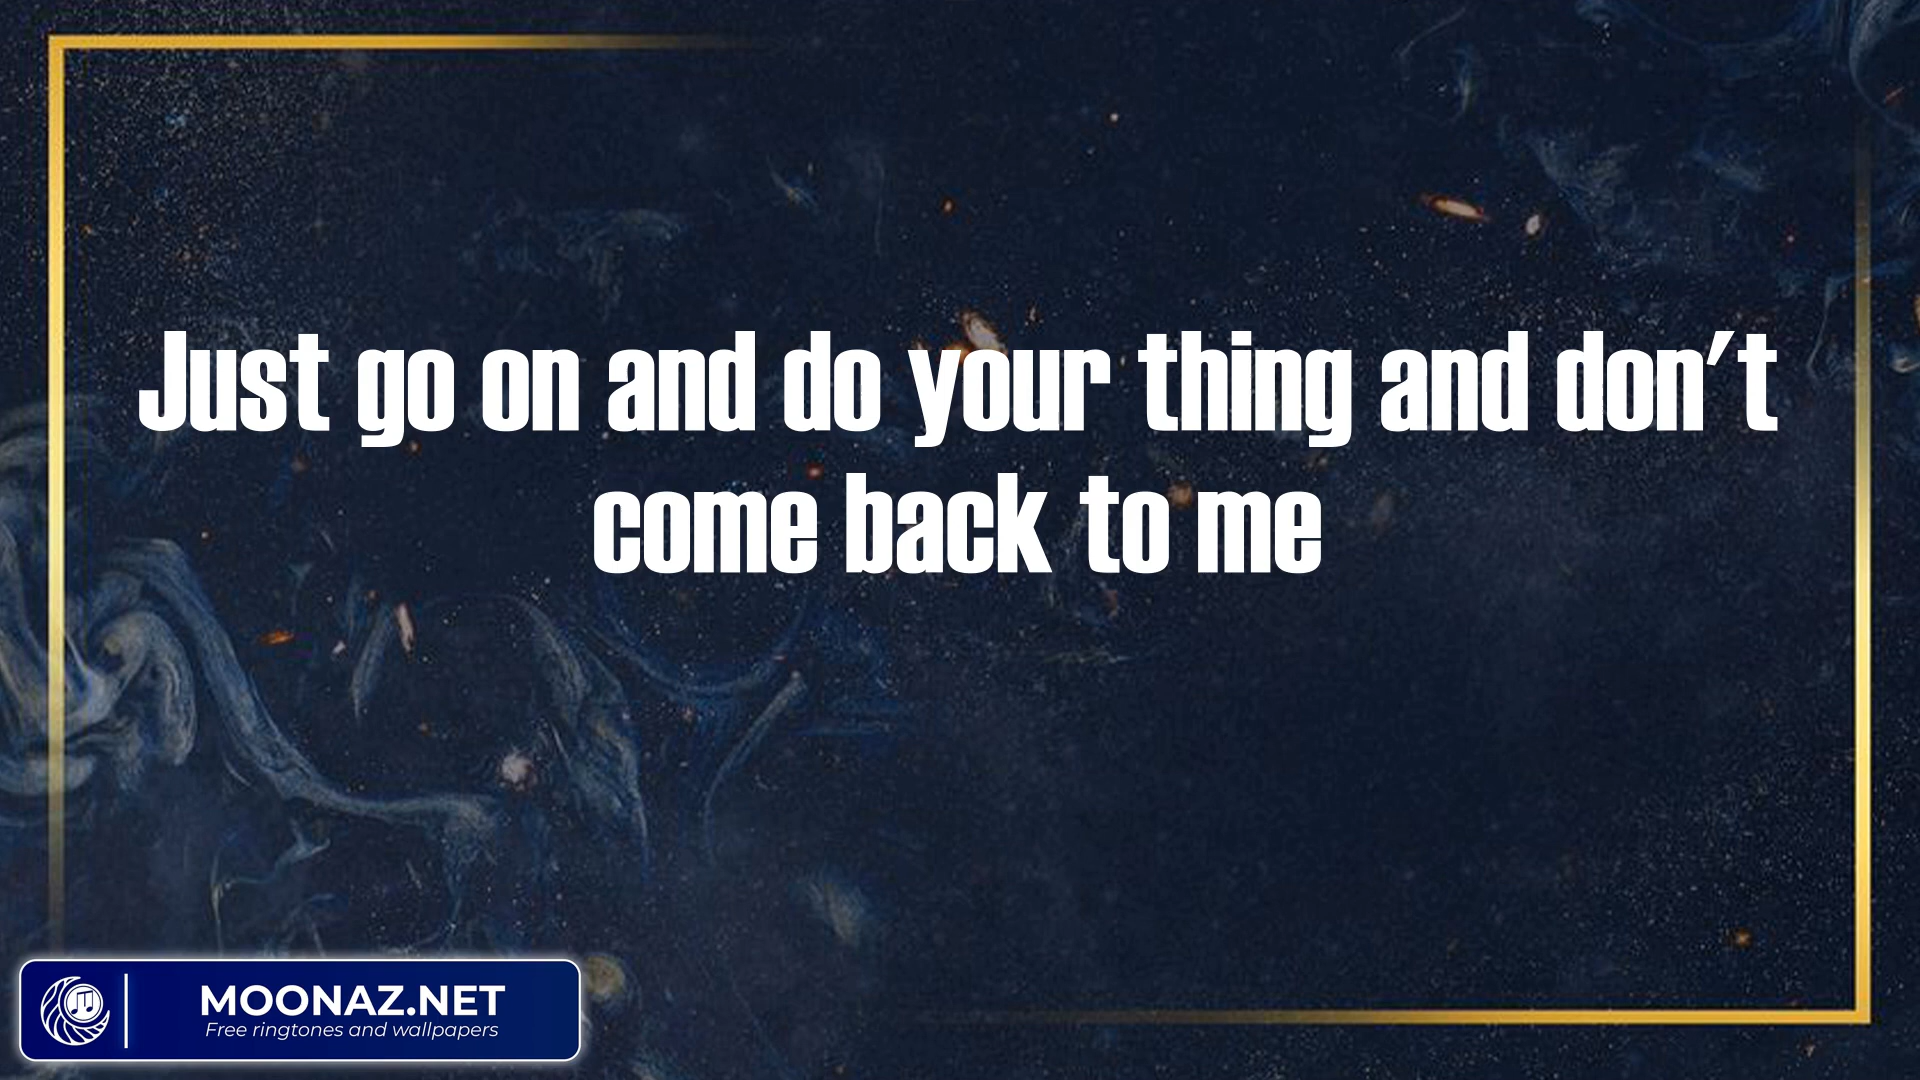 Just go on and do your thing and don't
come back to me
MOONAZ.NET
Free ringtones and wallpapers